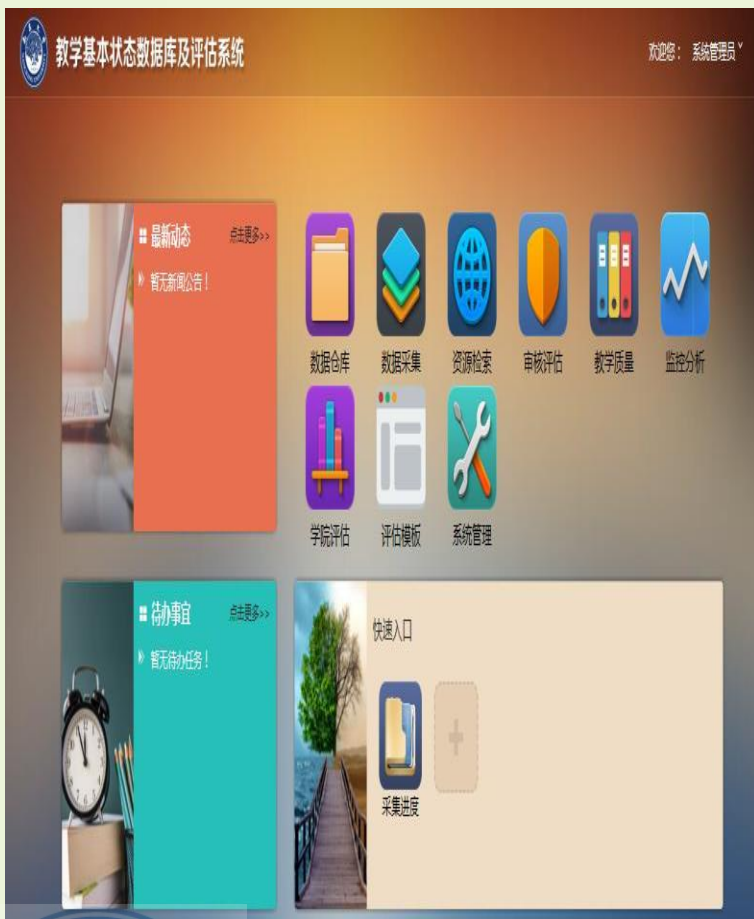 教学基本状态数据库及评估系统
欢迎您： 系统管理员
最新动态 点击更多>>
暂无新闻公告！
数据仓库 数据采集 资源检索 审核评估 教学质量 监控分析
学院评估 评估模板 系统管理
待办事宜 点击更多>>
暂无待办任务！
快速入口
采集进度